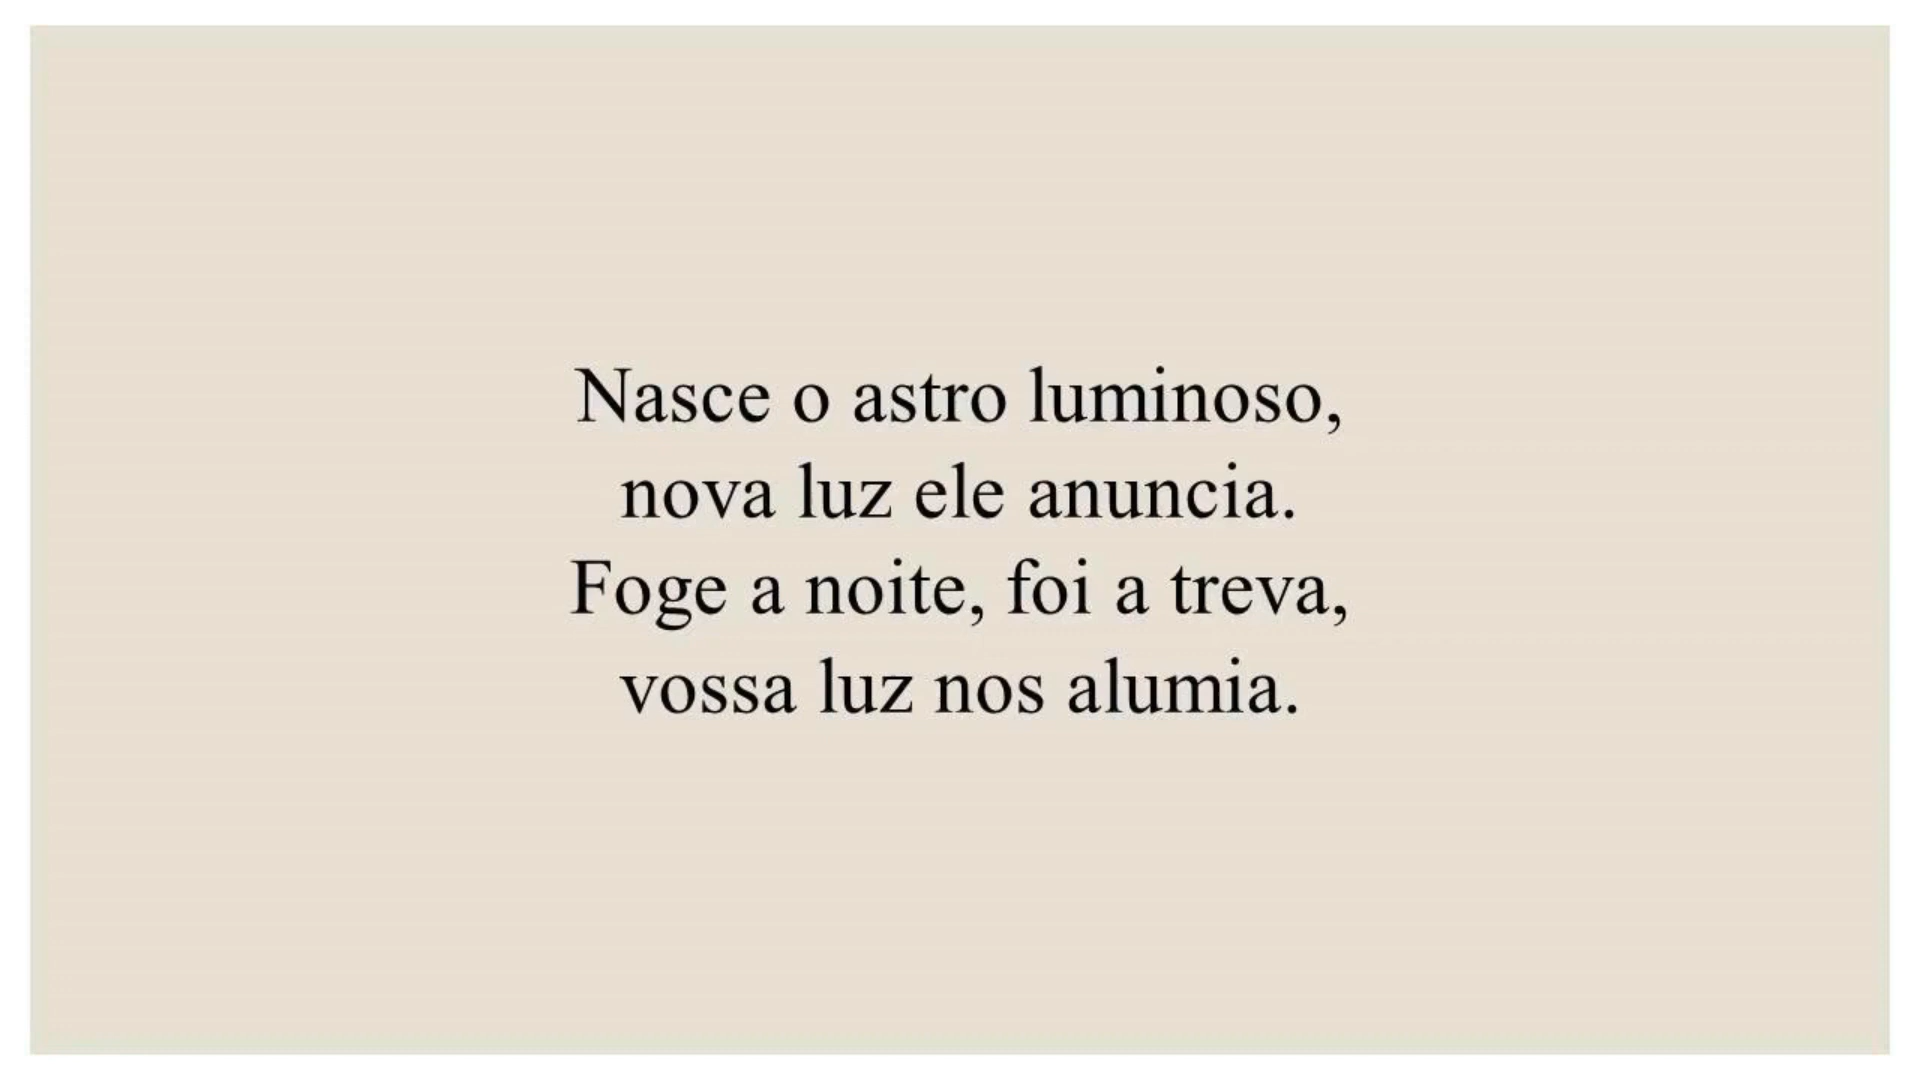 Nasce o astro luminoso,
nova luz ele anuncia.
Foge a noite, foi a treva,
vossa luz nos alumia.